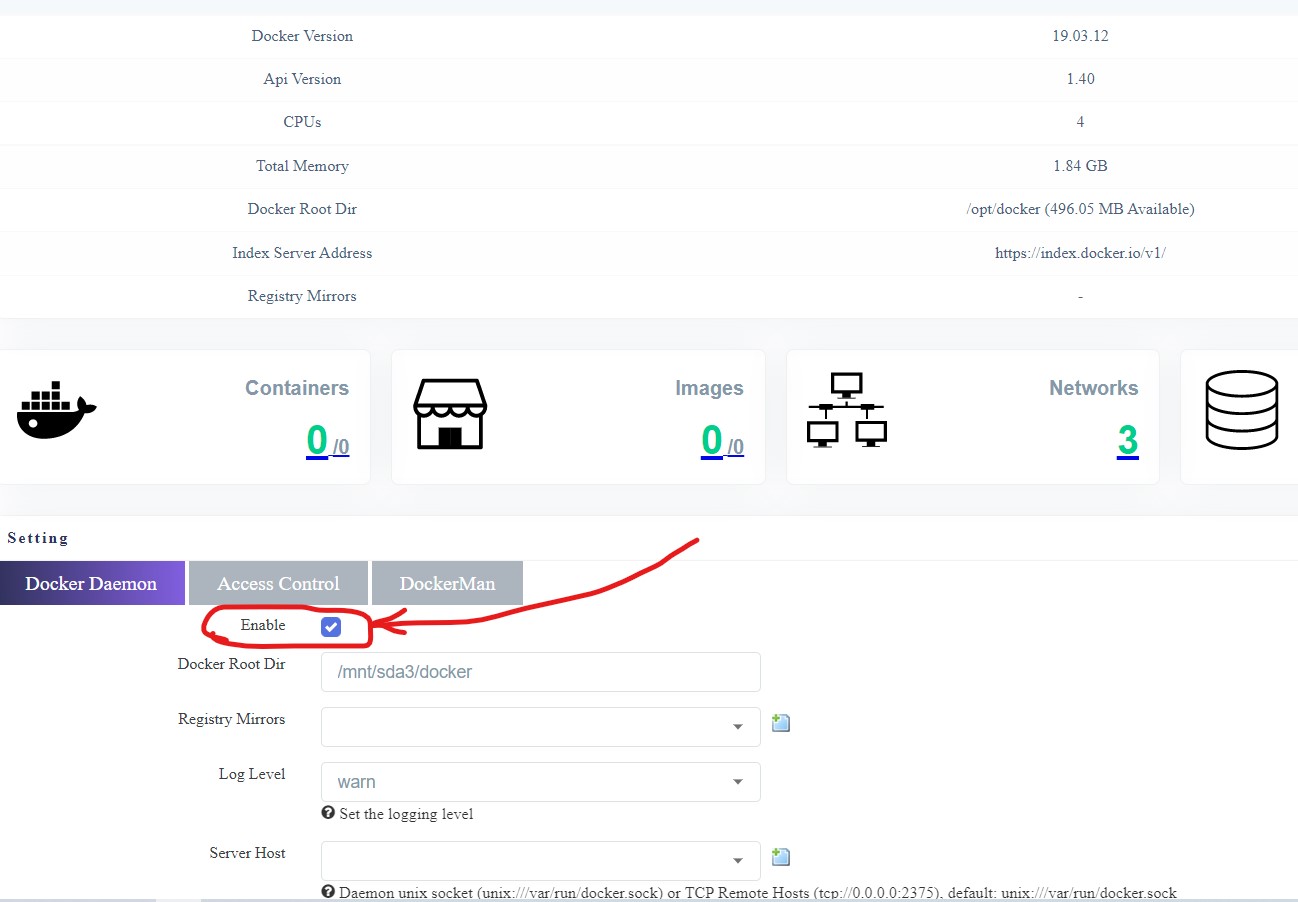 Docker Version 19.03.12
Api Version 1.40
CPUs 4
Total Memory 1.84 GB
Docker Root Dir /opt/docker (496.05 MB Available)
Index Server Address https://index.docker.io/v1/
Registry Mirrors -
Containers Images Networks
0 /0 0 /0 3
Setting
Docker Daemon Access Control DockerMan
Enable
Docker Root Dir /mnt/sda3/docker
Registry Mirrors
Log Level warn
Set the logging level
Server Host
Daemon unix socket (unix:///var/run/docker.sock) or TCP Remote Hosts (tcp://0.0.0.0:2375), default: unix:///var/run/docker.sock